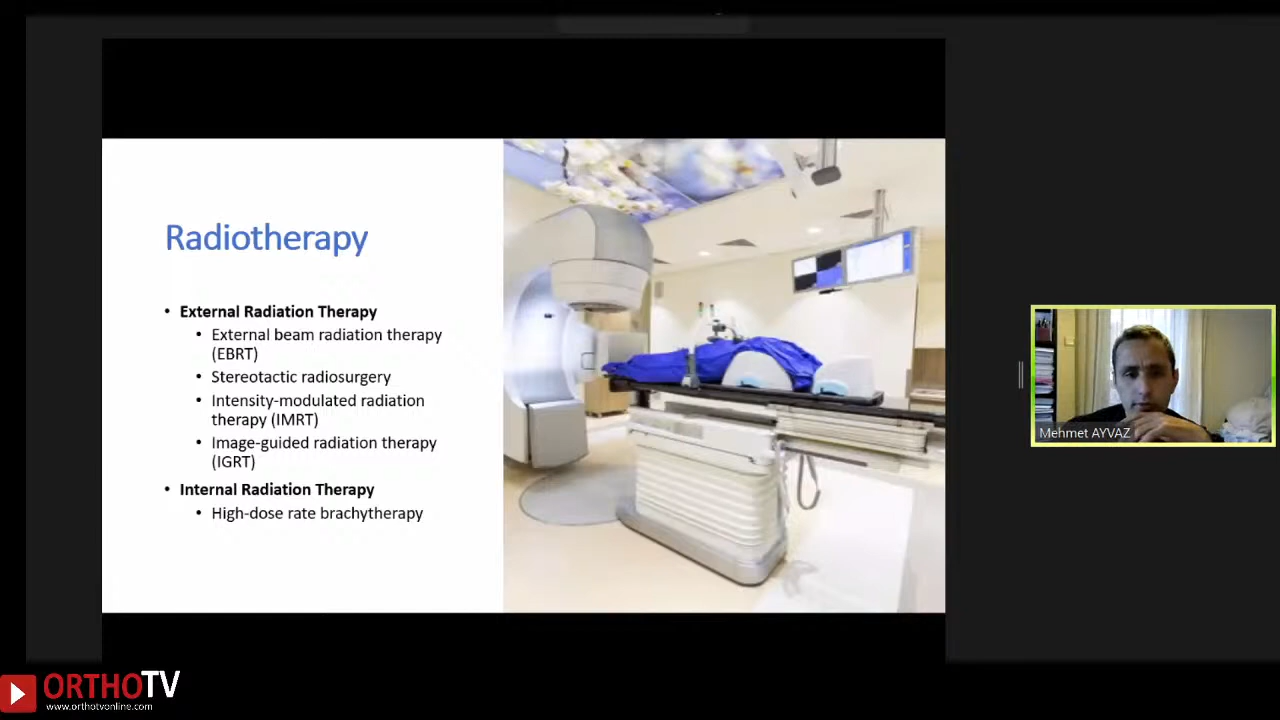 Radiotherapy
• External Radiation Therapy
• External beam radiation therapy
(EBRT)
• Stereotactic radiosurgery
• Intensity-modulated radiation
therapy (IMRT)
• Image-guided radiation therapy
(IGRT)
• Internal Radiation Therapy
• High-dose rate brachytherapy
Mehmet AYVAZ
ORTHOTV
www.orthotvonline.com